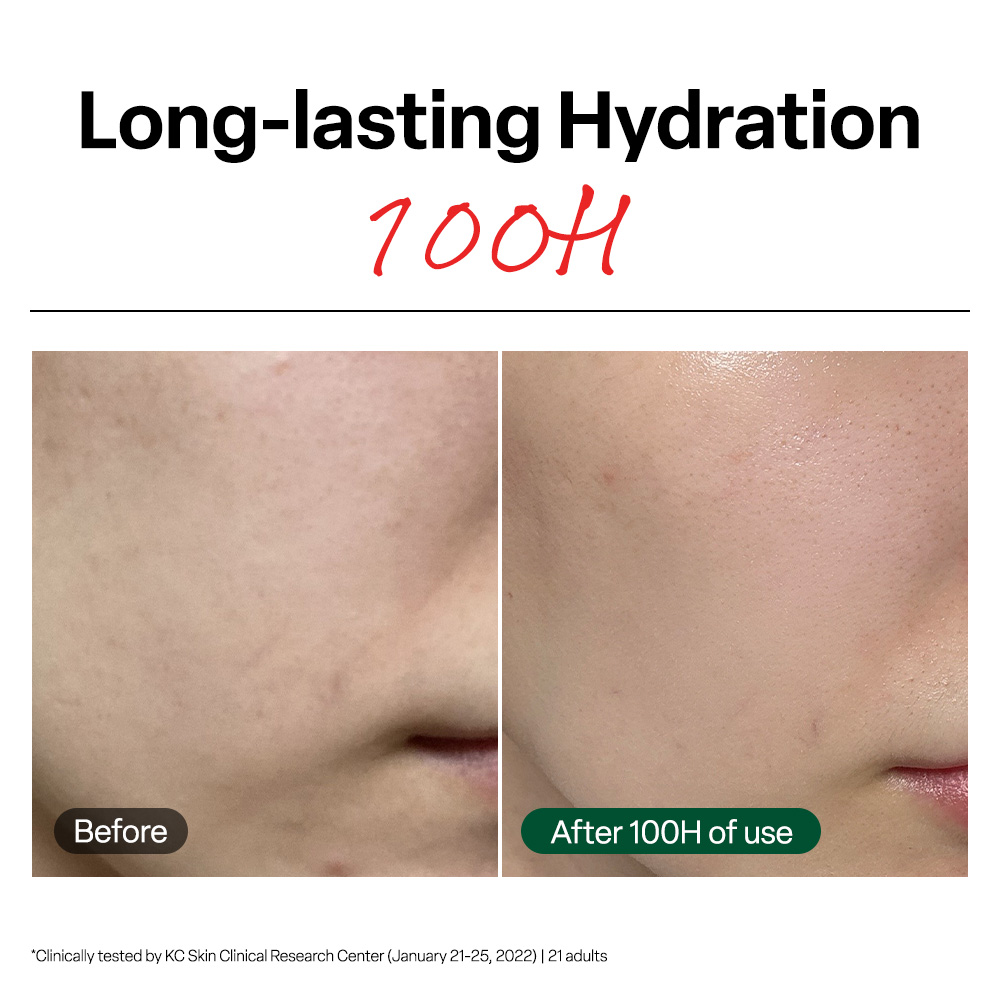 Long-lasting Hydration
100H
Before
After 100H of use
*Clinically tested by KC Skin Clinical Research Center (January 21-25, 2022) | 21 adults